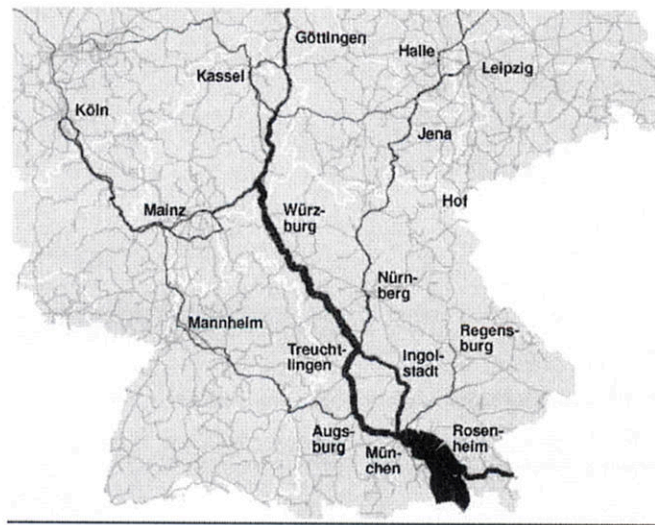 Göttingen
Halle
Kassel
Leipzig
Köln
Jena
Hof
Mainz
Würz-
burg
Nürn-
berg
Mannheim
Regens-
burg
Treucht-
lingen
Ingol-
stadt
Augs-
burg
Mün-
chen
Rosen-
heim